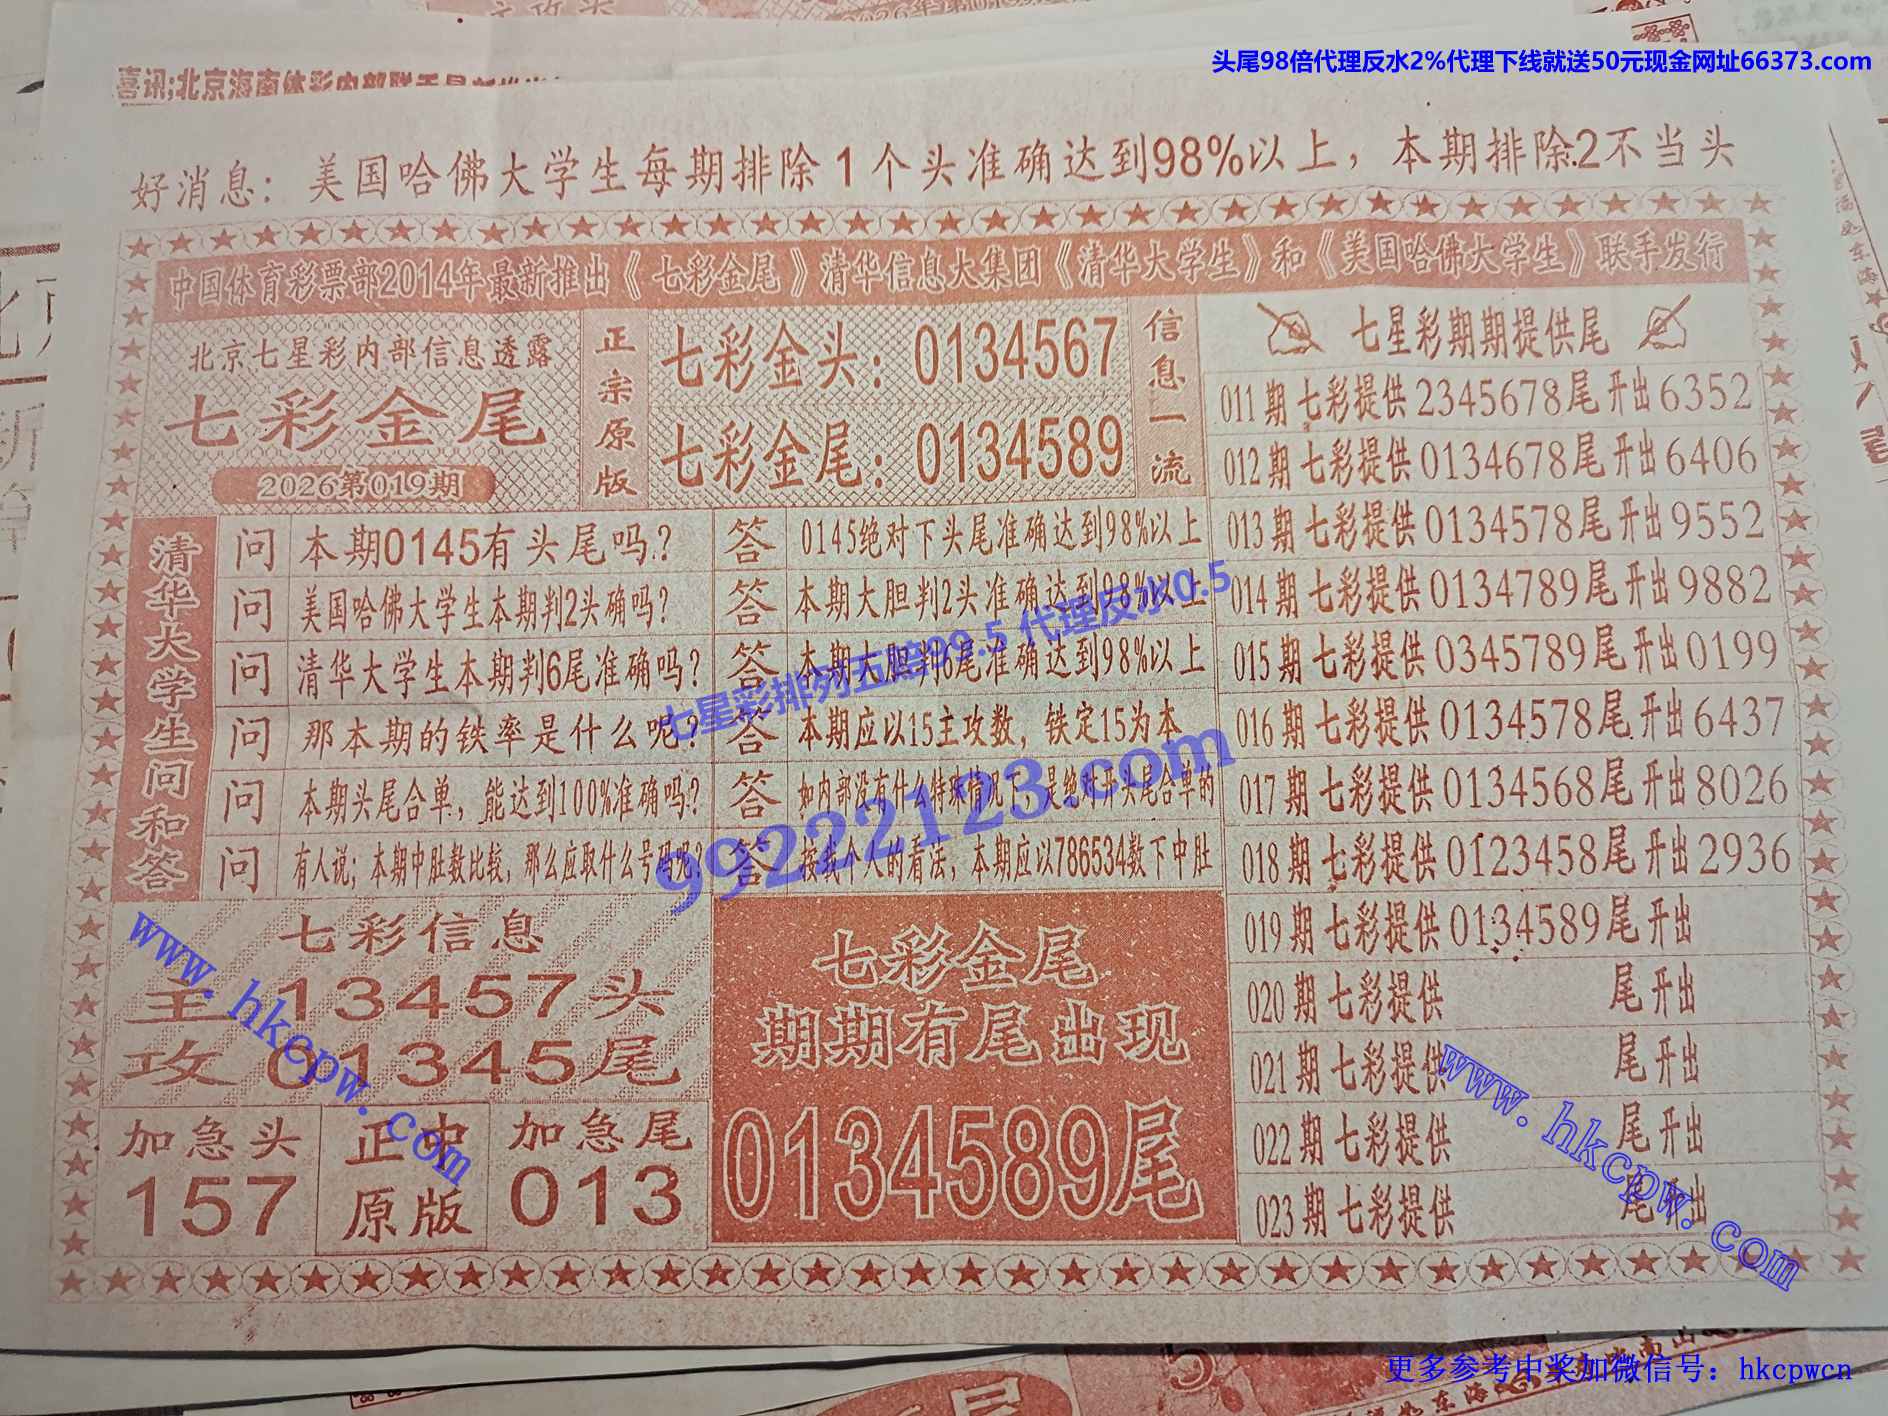 头尾98倍代理反水2%代理下线就送50元现金网址66373.com
喜讯;北京海南体彩内部联手
好消息：美国哈佛大学生每期排除1个头准确达到98%以上，本期排除:2不当头
中国体育彩票部2014年最新推出《七彩金尾》清华信息大集团《清华大学生》和《美国哈佛大学生》联手发行
北京七星彩内部信息透露
七彩金尾
2026第019期
正宗原版
七彩金头：0134567
七彩金尾：0134589
信息一流
清华大学生问和答
问 本期0145有头尾吗？ 答 0145绝对下头尾准确达到98%以上
问 美国哈佛大学生本期判2头确吗？ 答 本期大胆判2头准确达到98%以上
问 清华大学生本期判6尾准确吗？ 答 本期大胆判6尾准确达到98%以上
问 那本期的铁率是什么呢？ 答 本期应以15主攻数，铁定15为本
问 本期头尾合单，能达到100%准确吗？ 答 如内部没有什么特殊情况下，是绝对开头尾合单的
问 有人说；本期中肚数比较，那么应取什么号码呢？ 答 按我个人的看法，本期应以786534数下中肚
七彩信息
主 13457头
攻 01345尾
加急头
157
正中
原版
加急尾
013
七彩金尾
期期有尾出现
0134589尾
七星彩期期提供尾
011期 七彩提供 2345678尾 开出6352
012期 七彩提供 0134678尾 开出6406
013期 七彩提供 0134578尾 开出9552
014期 七彩提供 0134789尾 开出9882
015期 七彩提供 0345789尾 开出0199
016期 七彩提供 0134578尾 开出6437
017期 七彩提供 0134568尾 开出8026
018期 七彩提供 0123458尾 开出2936
019期 七彩提供 0134589尾 开出
020期 七彩提供 尾 开出
021期 七彩提供 尾 开出
022期 七彩提供 尾 开出
023期 七彩提供 尾 开出
七星彩排列五赔99.5 代理反水0.5
99222123.com
www.hkcpw.com
www.hkcpw.com
更多参考中奖加微信号：hkcpwcn